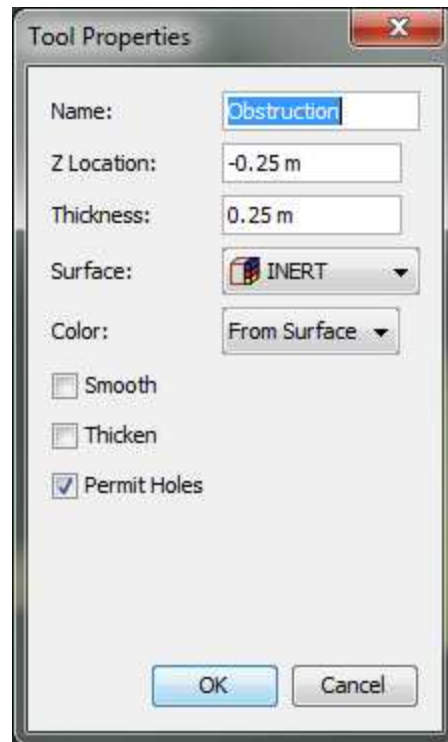 Tool Properties
Name: Obstruction
Z Location: -0.25 m
Thickness: 0.25 m
Surface: INERT
Color: From Surface
Smooth
Thicken
Permit Holes
OK Cancel